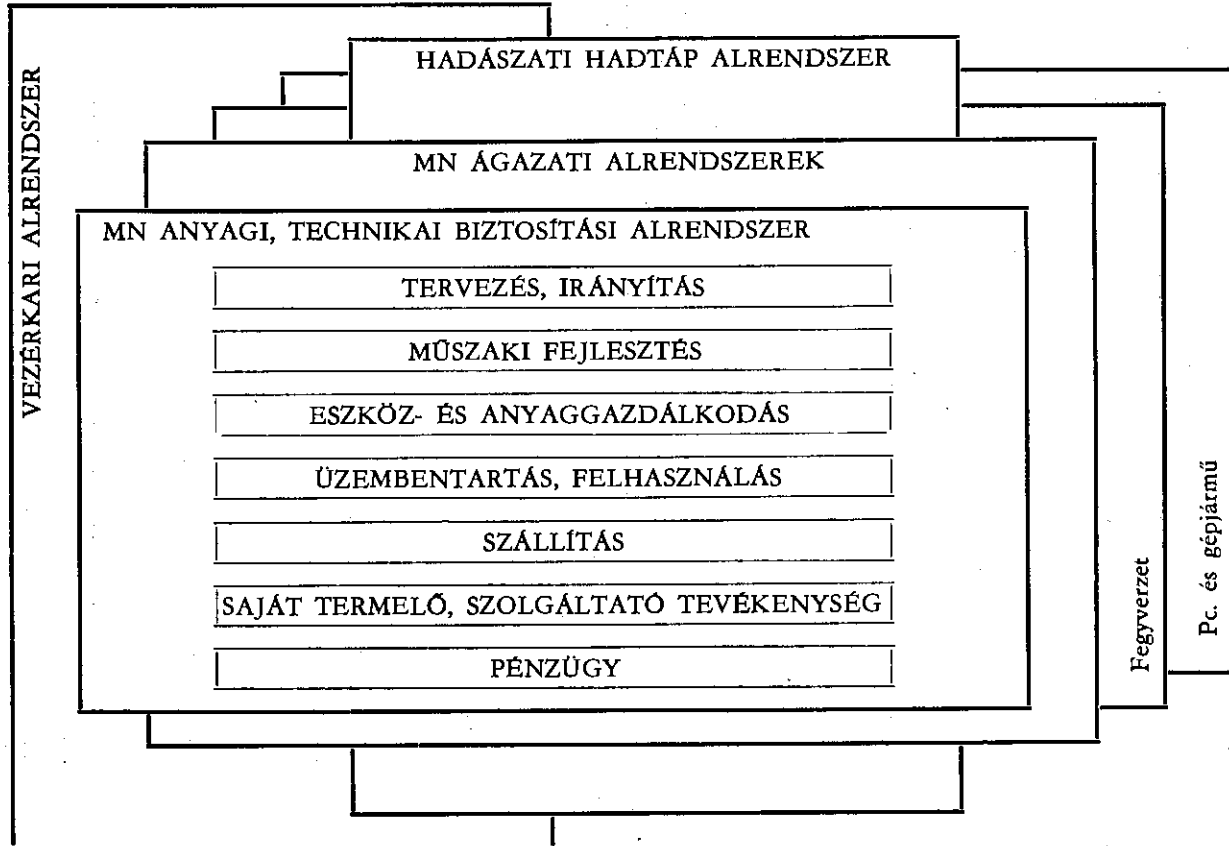 VEZÉRKARI ALRENDSZER
HADÁSZATI HADTÁP ALRENDSZER
MN ÁGAZATI ALRENDSZEREK
MN ANYAGI, TECHNIKAI BIZTOSÍTÁSI ALRENDSZER
TERVEZÉS, IRÁNYÍTÁS
MŰSZAKI FEJLESZTÉS
ESZKÖZ- ÉS ANYAGGAZDÁLKODÁS
ÜZEMBENTARTÁS, FELHASZNÁLÁS
SZÁLLÍTÁS
SAJÁT TERMELŐ, SZOLGÁLTATÓ TEVÉKENYSÉG
PÉNZÜGY
Fegyverzet
Pc. és gépjármű